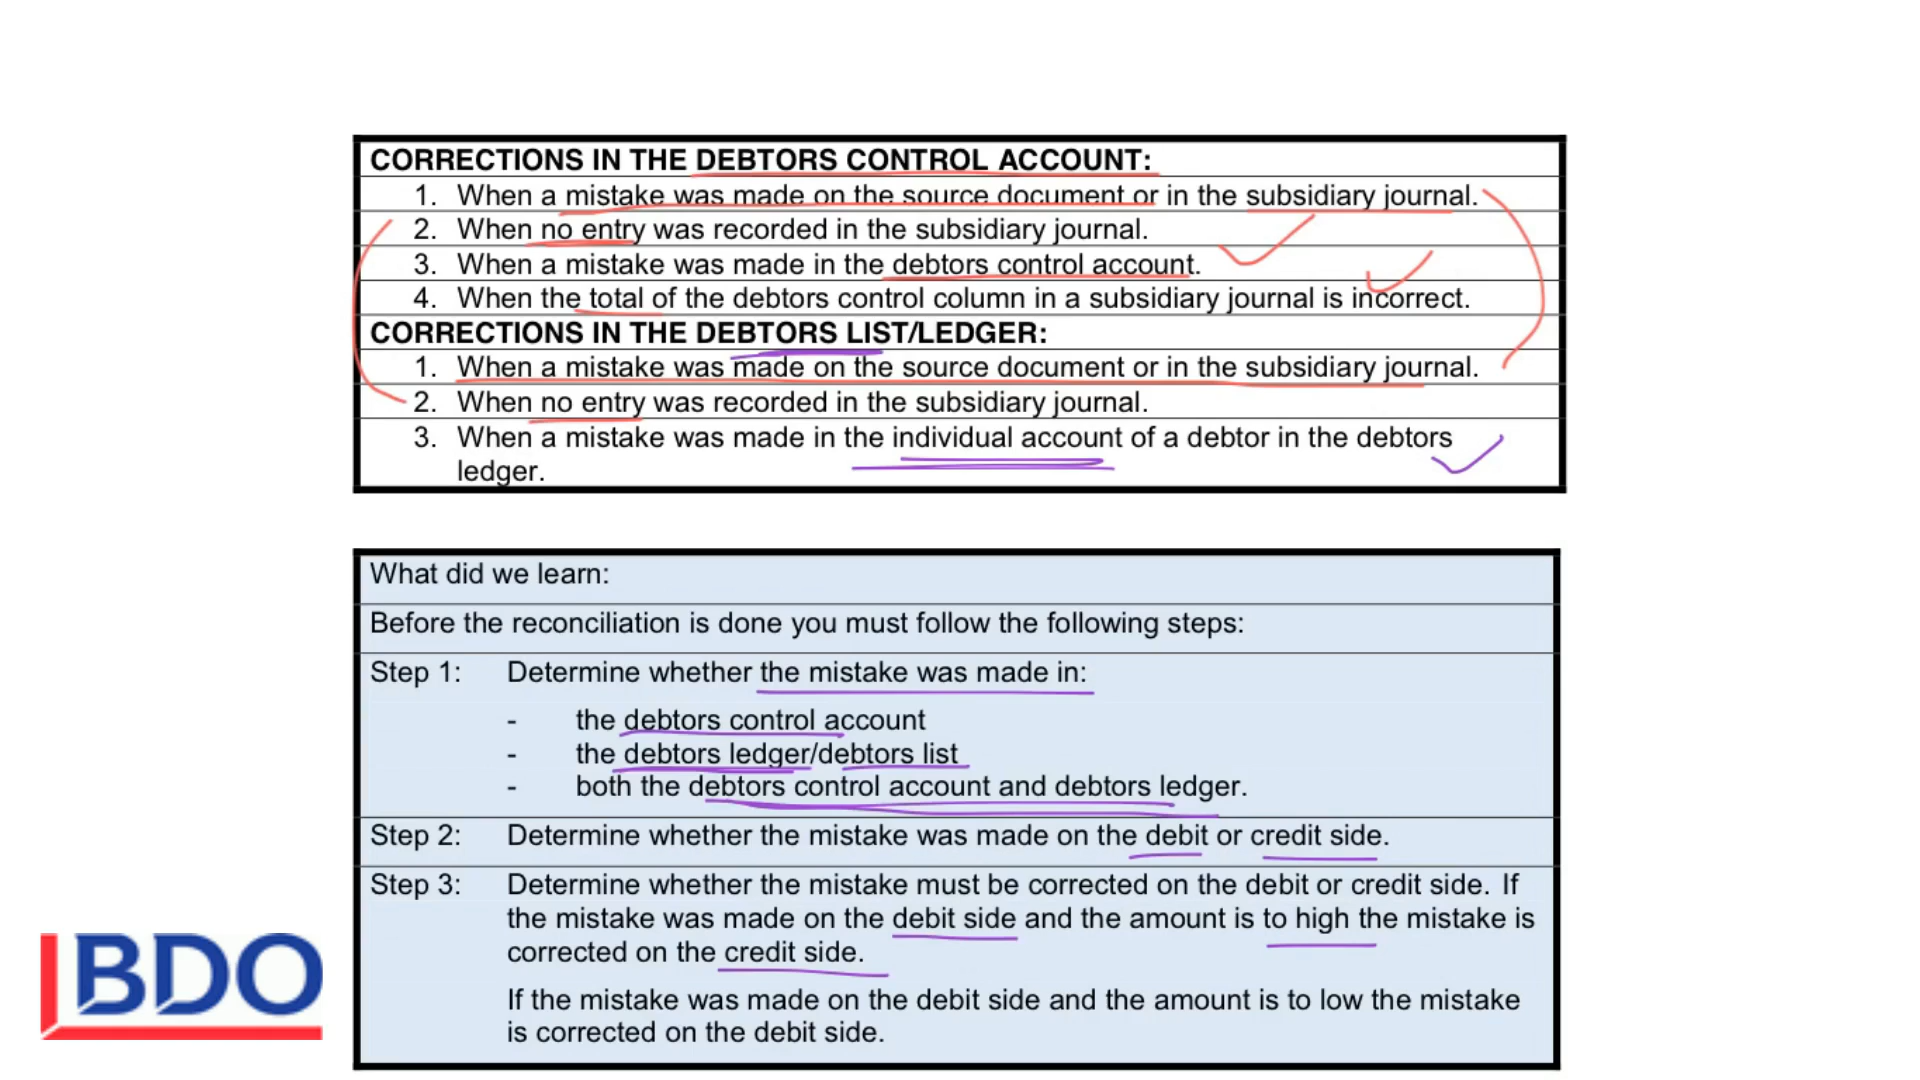 CORRECTIONS IN THE DEBTORS CONTROL ACCOUNT:
1. When a mistake was made on the source document or in the subsidiary journal.
2. When no entry was recorded in the subsidiary journal.
3. When a mistake was made in the debtors control account.
4. When the total of the debtors control column in a subsidiary journal is incorrect.
CORRECTIONS IN THE DEBTORS LIST/LEDGER:
1. When a mistake was made on the source document or in the subsidiary journal.
2. When no entry was recorded in the subsidiary journal.
3. When a mistake was made in the individual account of a debtor in the debtors
ledger.
What did we learn:
Before the reconciliation is done you must follow the following steps:
Step 1: Determine whether the mistake was made in:
- the debtors control account
- the debtors ledger/debtors list
- both the debtors control account and debtors ledger.
Step 2: Determine whether the mistake was made on the debit or credit side.
Step 3: Determine whether the mistake must be corrected on the debit or credit side. If
the mistake was made on the debit side and the amount is to high the mistake is
corrected on the credit side.
If the mistake was made on the debit side and the amount is to low the mistake
is corrected on the debit side.
BDO